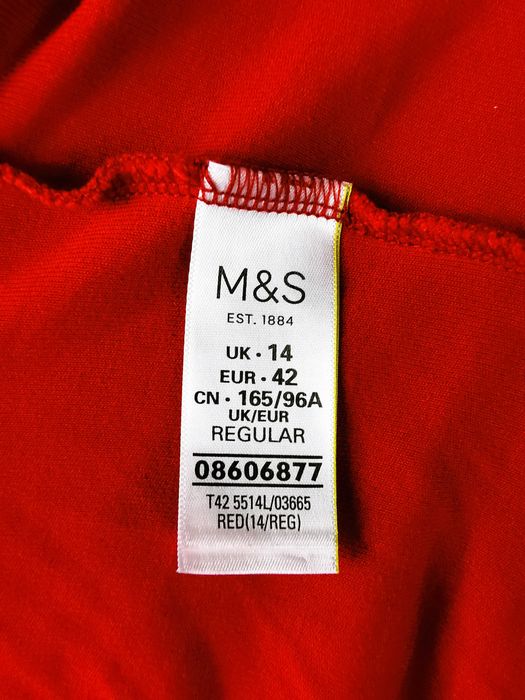 M&S
EST. 1884
UK • 14
EUR • 42
CN • 165/96A
UK/EUR
REGULAR
08606877
T42 5514L/03665
RED(14/REG)